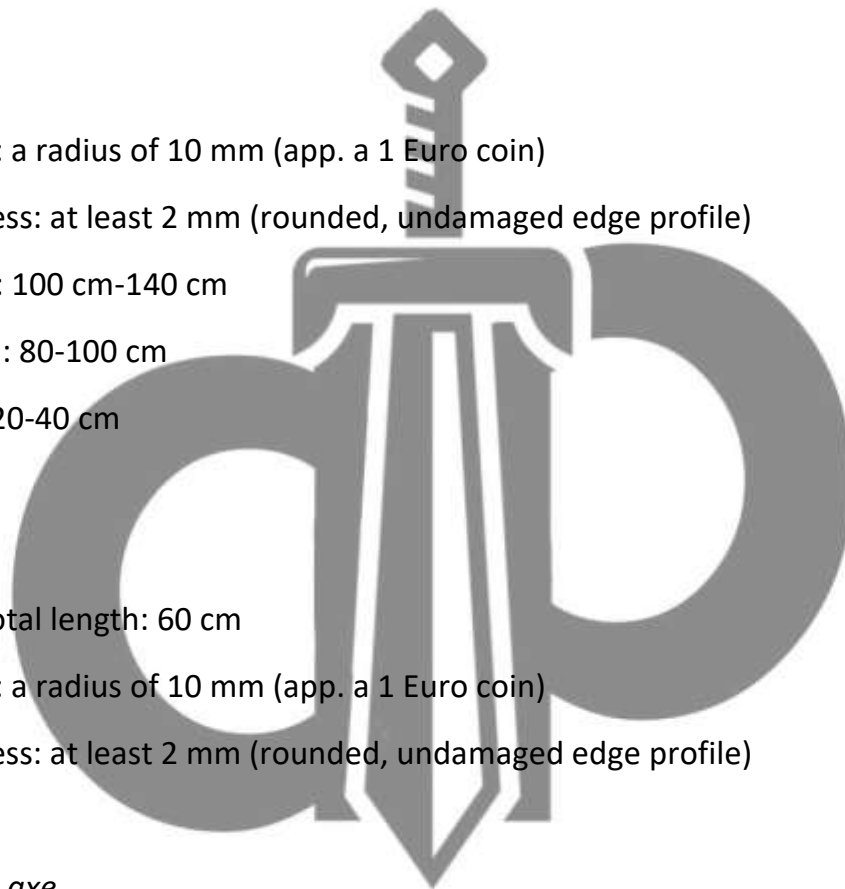 : a radius of 10 mm (app. a 1 Euro coin)
ess: at least 2 mm (rounded, undamaged edge profile)
: 100 cm-140 cm
: 80-100 cm
20-40 cm
otal length: 60 cm
: a radius of 10 mm (app. a 1 Euro coin)
ess: at least 2 mm (rounded, undamaged edge profile)
axe